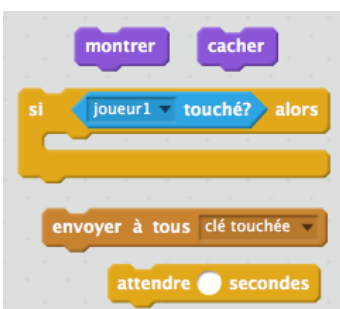 montrer cacher
si joueur1 touché? alors
envoyer à tous clé touchée
attendre secondes